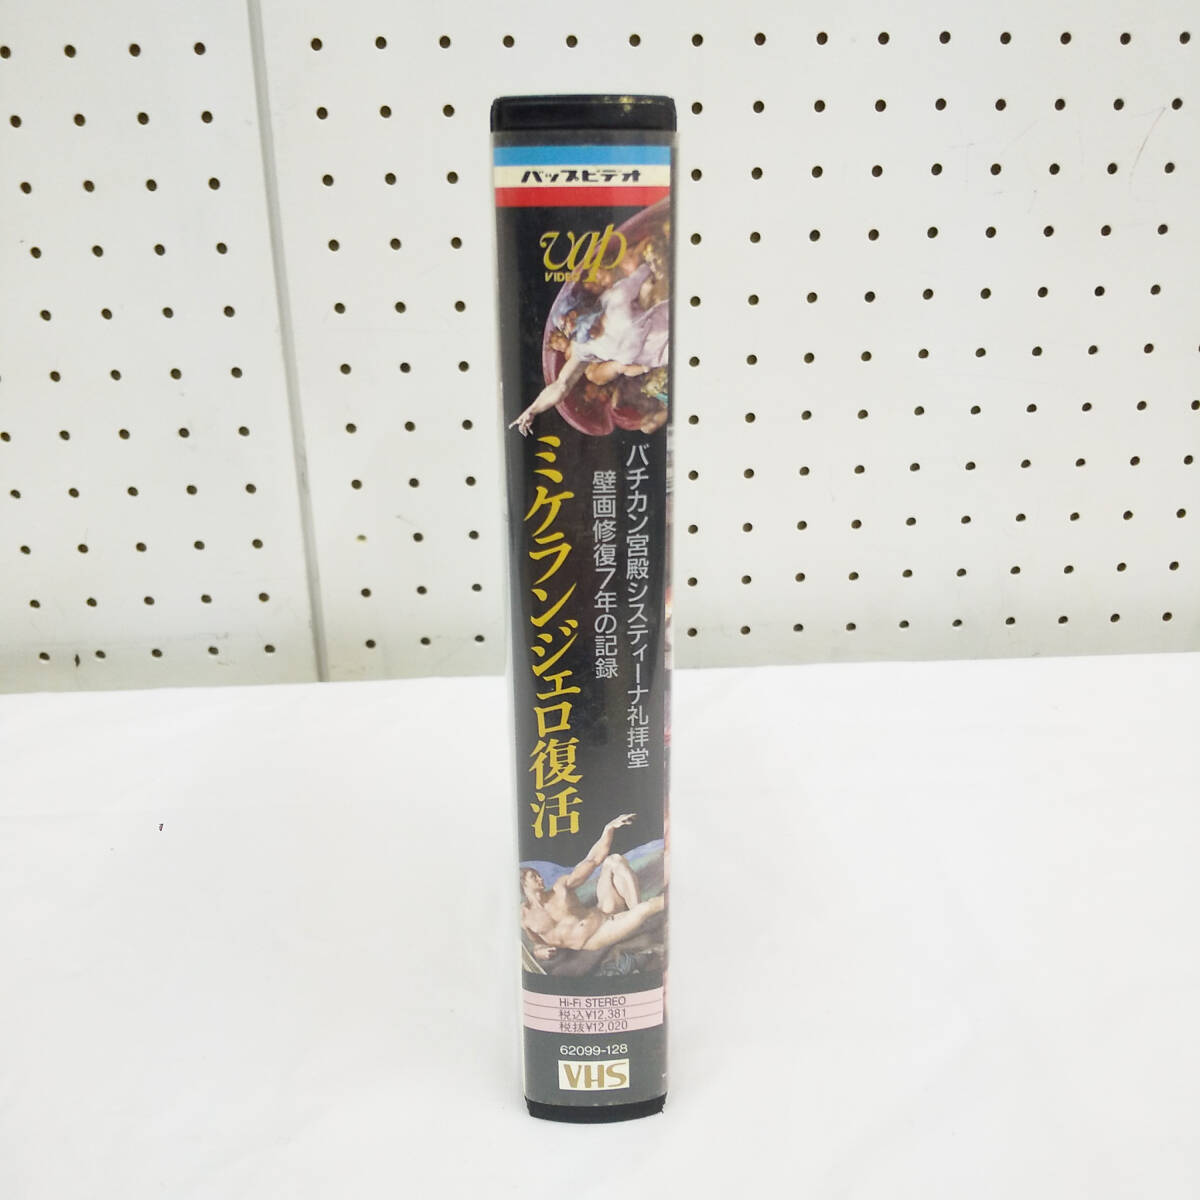 バップビデオ
vap
VIDEO
バチカン宮殿システィーナ礼拝堂
壁画修復7年の記録
ミケランジェロ復活
Hi-Fi STEREO
税込¥12,381
税抜¥12,020
62099-128
VHS